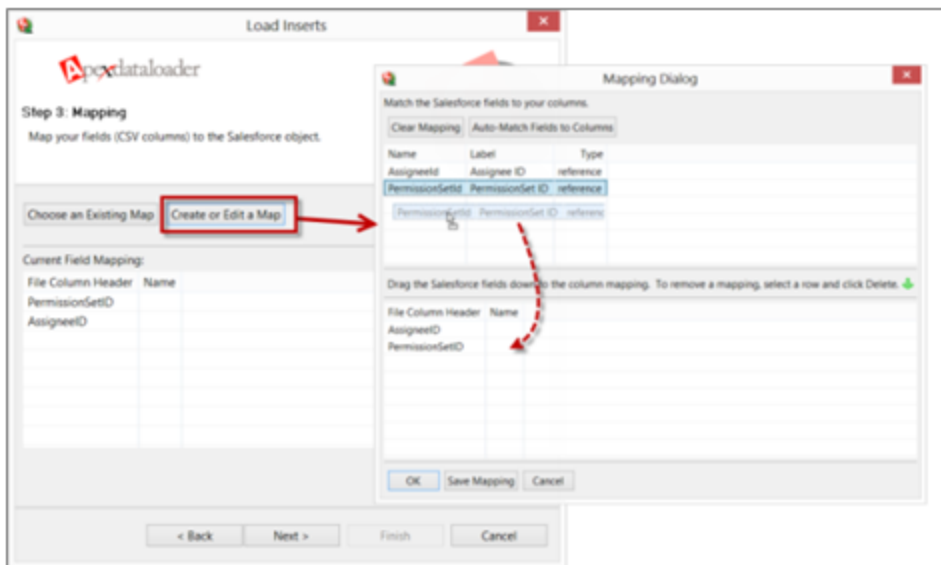 Load Inserts
Apexdataloader
Step 3: Mapping
Map your fields (CSV columns) to the Salesforce object.
Choose an Existing Map Create or Edit a Map
Current Field Mapping:
File Column Header Name
PermissionSetID
AssigneeID
< Back Next > Finish Cancel
Mapping Dialog
Match the Salesforce fields to your columns.
Clear Mapping Auto-Match Fields to Columns
Name Label Type
AssigneeId Assignee ID reference
PermissionSetId PermissionSet ID reference
PermissionSetId PermissionSet ID referenc
Drag the Salesforce fields down to the column mapping. To remove a mapping, select a row and click Delete.
File Column Header Name
AssigneeID
PermissionSetID
OK Save Mapping Cancel